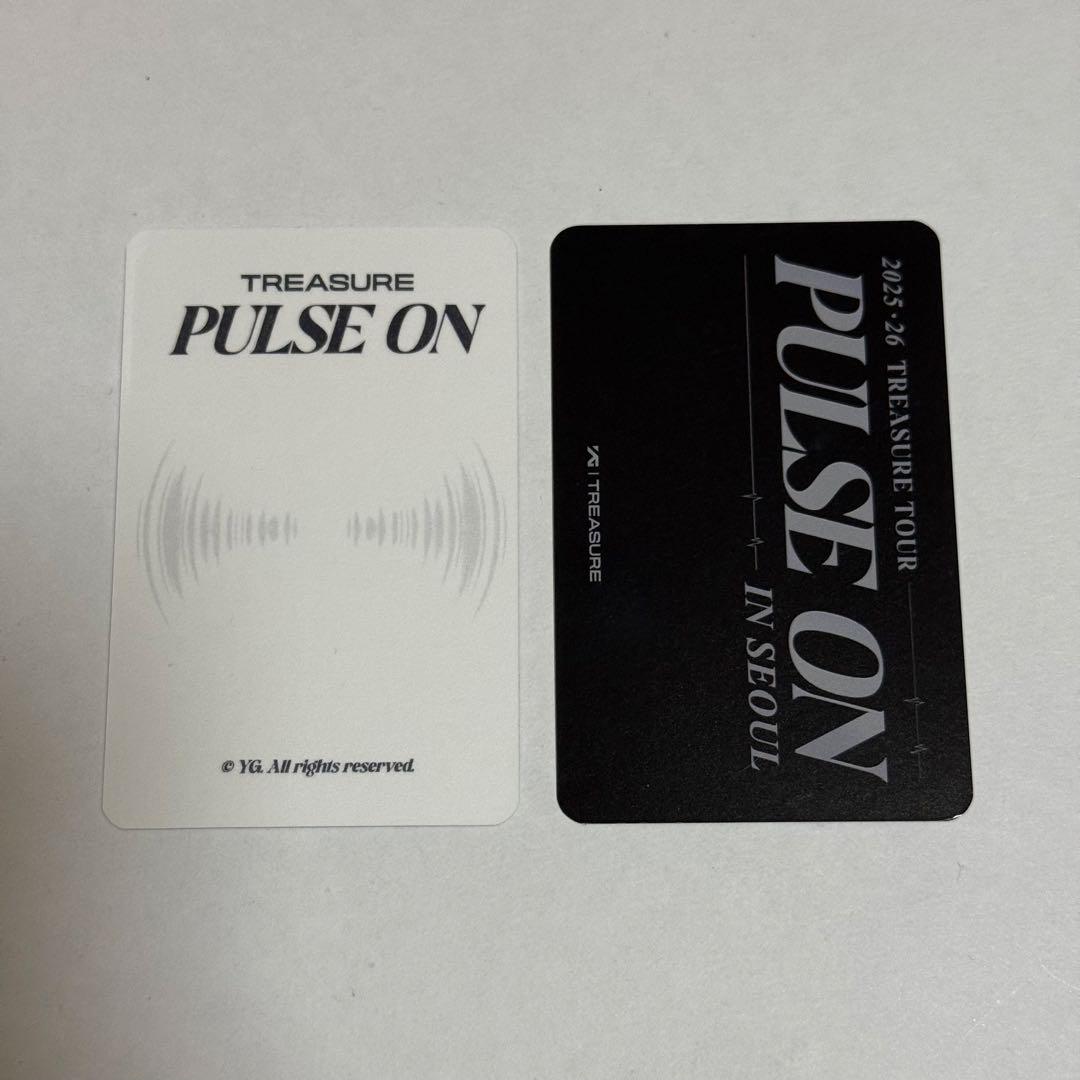 TREASURE
PULSE ON
© YG. All rights reserved.
2025・26 TREASURE TOUR
PULSE ON
IN SEOUL
YG | TREASURE